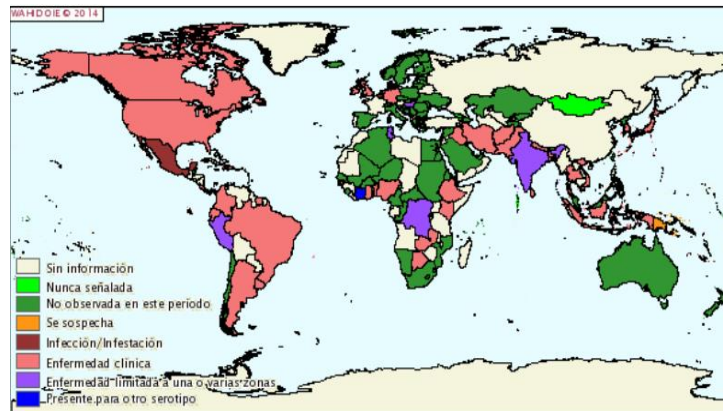 WAHID OIE © 2014
Sin información
Nunca señalada
No observada en este período
Se sospecha
Infección/Infestación
Enfermedad clínica
Enfermedad limitada a una o varias zonas
Presente para otro serotipo